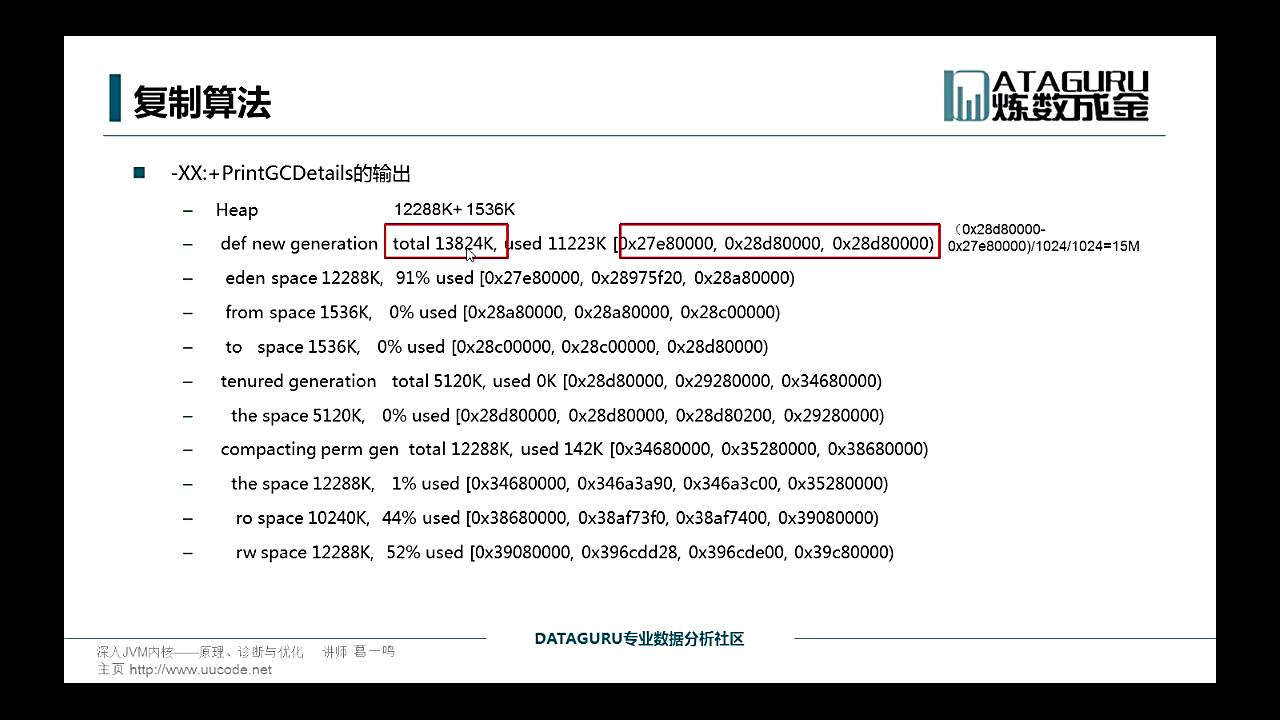 复制算法
DATAGURU
炼数成金
-XX:+PrintGCDetails的输出
– Heap 12288K+ 1536K
– def new generation total 13824K, used 11223K [0x27e80000, 0x28d80000, 0x28d80000)
（0x28d80000-
0x27e80000)/1024/1024=15M
– eden space 12288K, 91% used [0x27e80000, 0x28975f20, 0x28a80000)
– from space 1536K, 0% used [0x28a80000, 0x28a80000, 0x28c00000)
– to space 1536K, 0% used [0x28c00000, 0x28c00000, 0x28d80000)
– tenured generation total 5120K, used 0K [0x28d80000, 0x29280000, 0x34680000)
– the space 5120K, 0% used [0x28d80000, 0x28d80000, 0x28d80200, 0x29280000)
– compacting perm gen total 12288K, used 142K [0x34680000, 0x35280000, 0x38680000)
– the space 12288K, 1% used [0x34680000, 0x346a3a90, 0x346a3c00, 0x35280000)
– ro space 10240K, 44% used [0x38680000, 0x38af73f0, 0x38af7400, 0x39080000)
– rw space 12288K, 52% used [0x39080000, 0x396cdd28, 0x396cde00, 0x39c80000)
DATAGURU专业数据分析社区
深入JVM内核——原理、诊断与优化 讲师 葛一鸣
主页 http://www.uucode.net